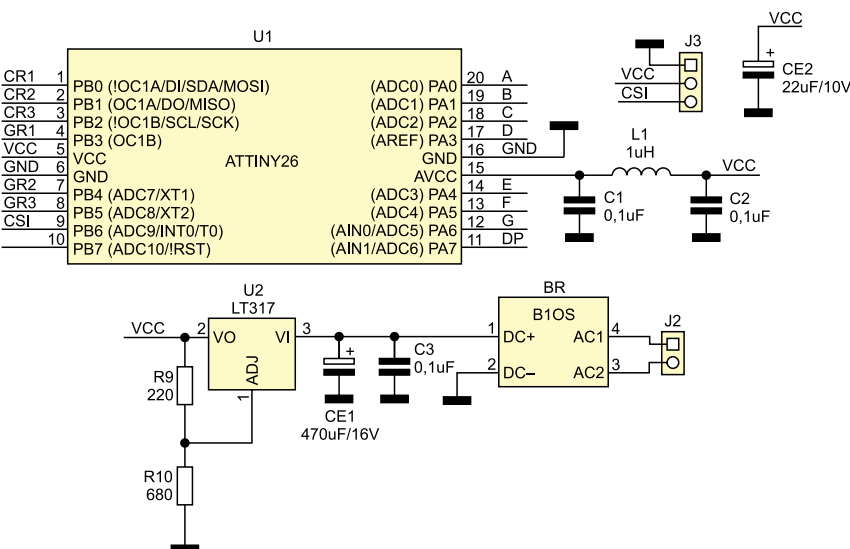 U1
CR1 1 PB0 (!OC1A/DI/SDA/MOSI) (ADC0) PA0 20 A
CR2 2 PB1 (OC1A/DO/MISO) (ADC1) PA1 19 B
CR3 3 PB2 (!OC1B/SCL/SCK) (ADC2) PA2 18 C
GR1 4 PB3 (OC1B) (AREF) PA3 17 D
VCC 5 VCC GND 16 GND
GND 6 GND ATTINY26 AVCC 15
GR2 7 PB4 (ADC7/XT1) (ADC3) PA4 14 E
GR3 8 PB5 (ADC8/XT2) (ADC4) PA5 13 F
CSI 9 PB6 (ADC9/INT0/T0) (AIN0/ADC5) PA6 12 G
10 PB7 (ADC10/!RST) (AIN1/ADC6) PA7 11 DP
J3
VCC
CSI
VCC
+
CE2
22uF/10V
L1
1uH
VCC
C1
0,1uF
C2
0,1uF
U2
LT317
VCC 2 VO VI 3
ADJ
1
R9
220
R10
680
+
CE1
470uF/16V
C3
0,1uF
BR
B1OS
1 DC+ AC1 4
2 DC– AC2 3
J2